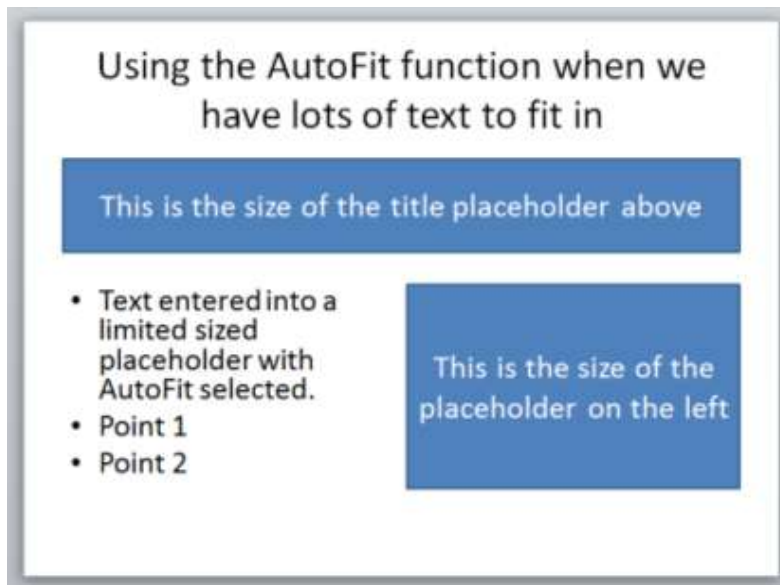 Using the AutoFit function when we
have lots of text to fit in
This is the size of the title placeholder above
• Text entered into a
limited sized
placeholder with
AutoFit selected.
• Point 1
• Point 2
This is the size of the
placeholder on the left